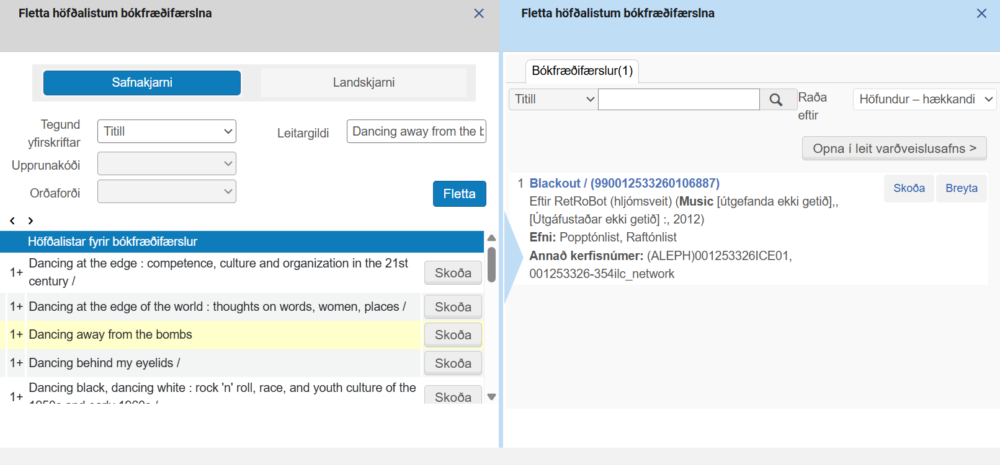 Fletta höfðalistum bókfræðifærslna
Safnakjarni
Landskjarni
Tegund
yfirskriftar
Titill
Leitargildi
Dancing away from the b
Upprunakóði
Orðaforði
Fletta
Höfðalistar fyrir bókfræðifærslur
1+ Dancing at the edge : competence, culture and organization in the 21st
century /
Skoða
1+ Dancing at the edge of the world : thoughts on words, women, places /
Skoða
1+ Dancing away from the bombs
Skoða
1+ Dancing behind my eyelids /
Skoða
1+ Dancing black, dancing white : rock 'n' roll, race, and youth culture of the
1950s and early 1960s /
Skoða
Fletta höfðalistum bókfræðifærslna
Bókfræðifærslur(1)
Titill
Raða
eftir
Höfundur – hækkandi
Opna í leit varðveislusafns >
1 Blackout / (990012533260106887)
Skoða
Breyta
Eftir RetRoBot (hljómsveit) (Music [útgefanda ekki getið],,
[Útgáfustaðar ekki getið] :, 2012)
Efni: Popptónlist, Raftónlist
Annað kerfisnúmer: (ALEPH)001253326ICE01,
001253326-354ilc_network